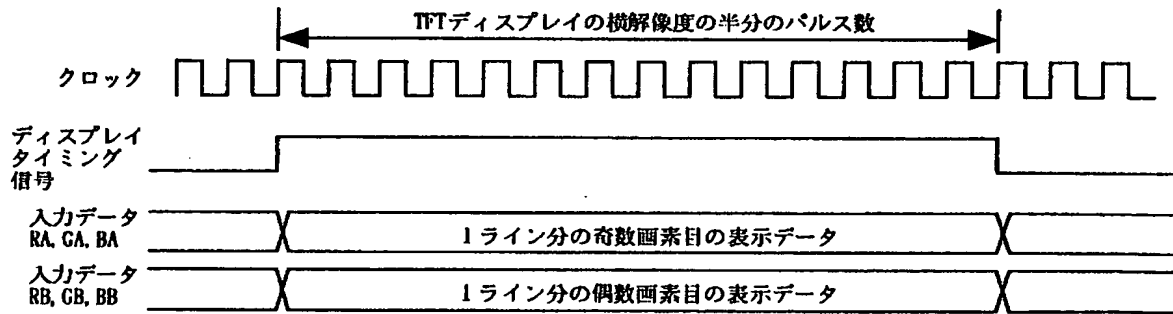 TFTディスプレイの横解像度の半分のパルス数
クロック
ディスプレイ
タイミング
信号
入力データ
RA, GA, BA
1ライン分の奇数画素目の表示データ
入力データ
RB, GB, BB
1ライン分の偶数画素目の表示データ